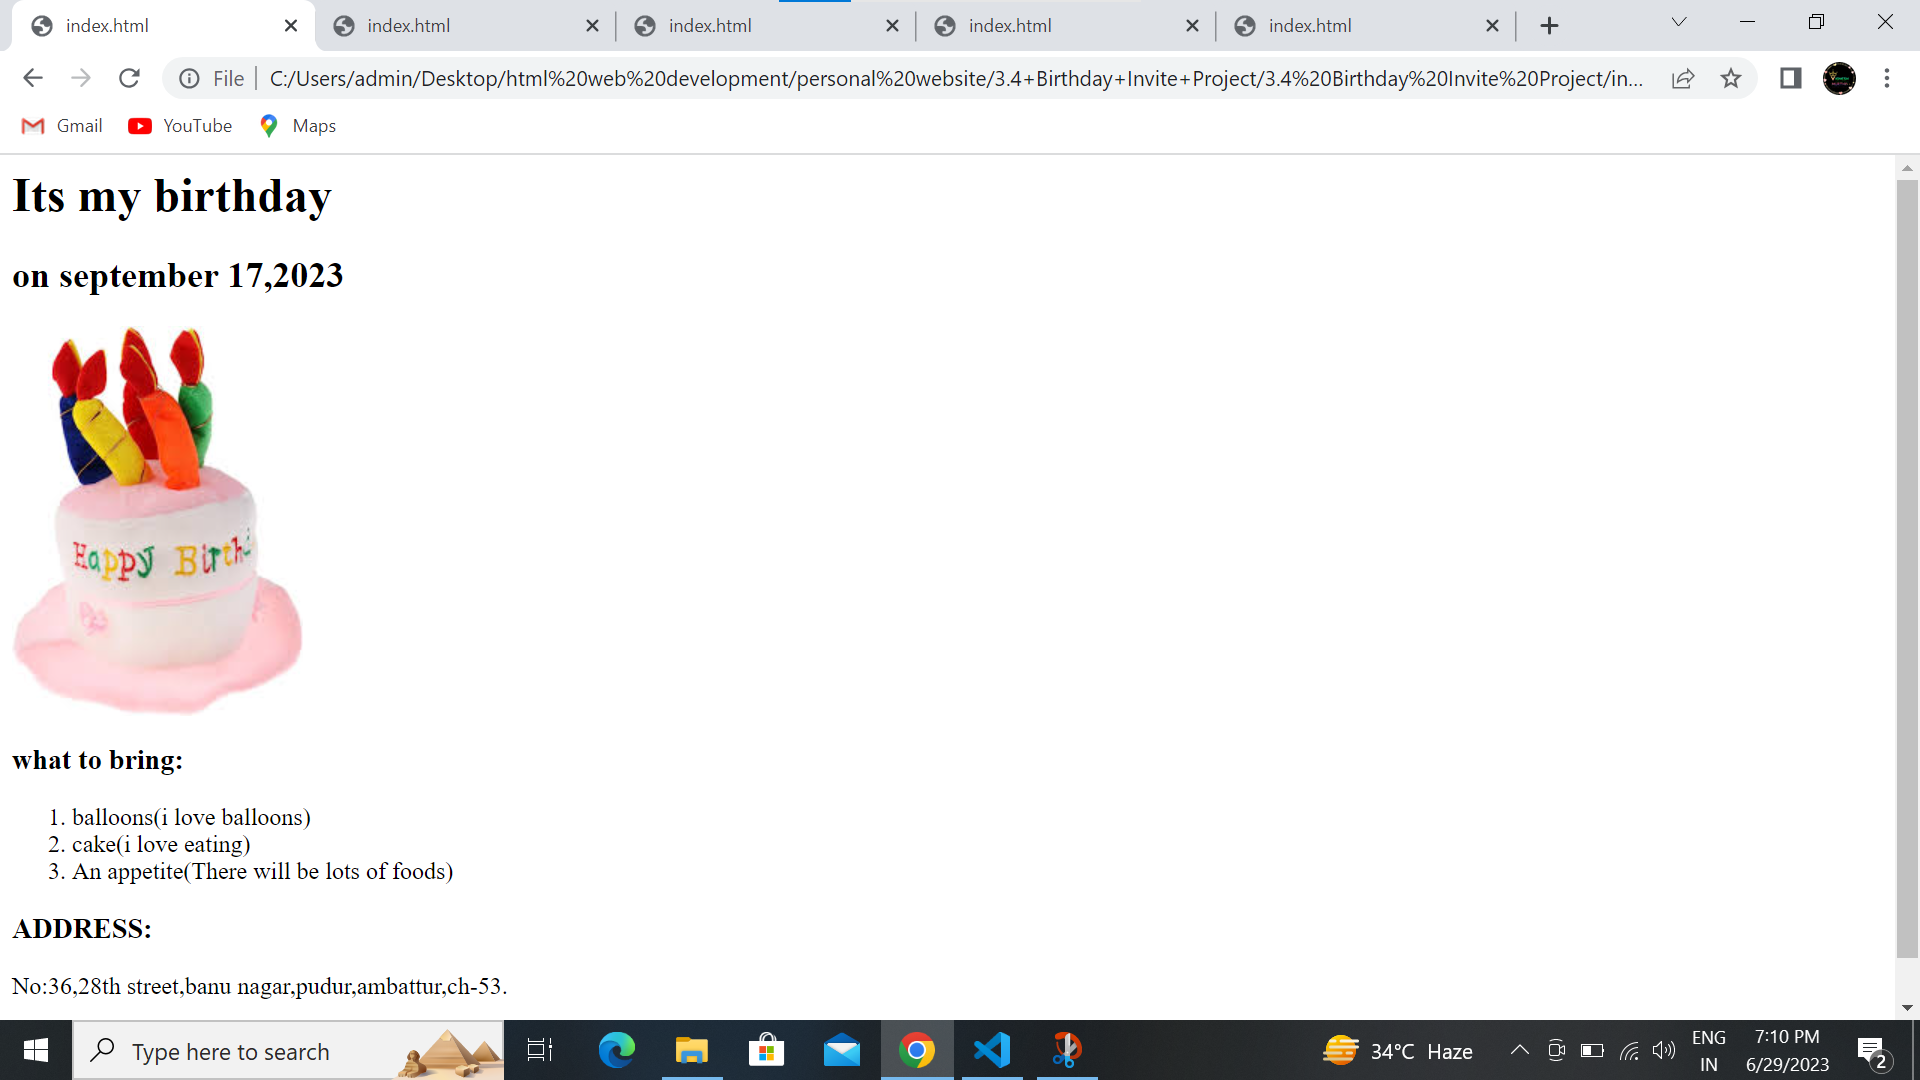 index.html index.html index.html index.html index.html
File C:/Users/admin/Desktop/html%20web%20development/personal%20website/3.4+Birthday+Invite+Project/3.4%20Birthday%20Invite%20Project/in...
Gmail YouTube Maps
Its my birthday
on september 17,2023
Happy Birth
what to bring:
1. balloons(i love balloons)
2. cake(i love eating)
3. An appetite(There will be lots of foods)
ADDRESS:
No:36,28th street,banu nagar,pudur,ambattur,ch-53.
Type here to search
34°C Haze
ENG
IN
7:10 PM
6/29/2023
2